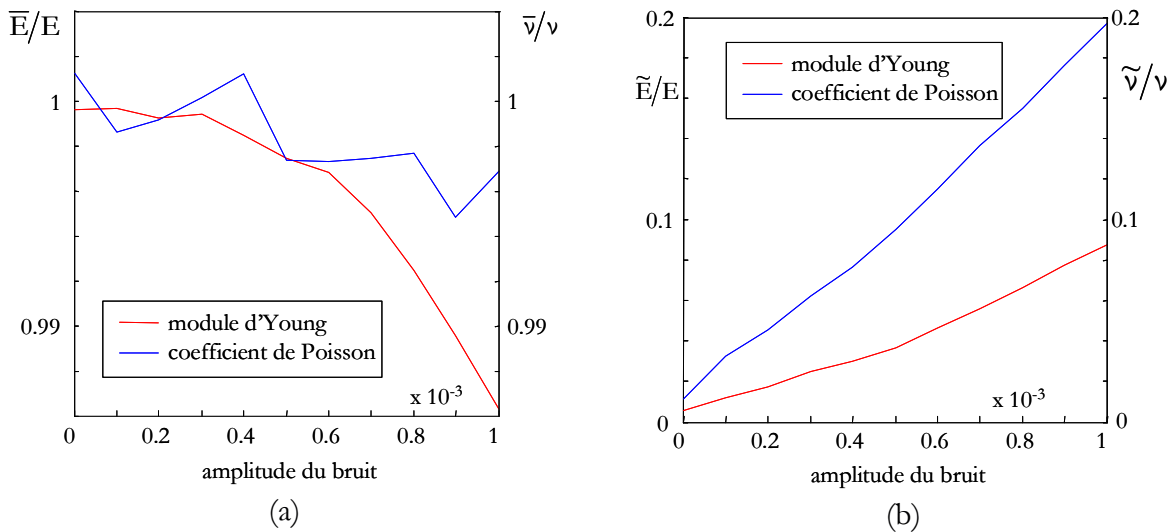 E̅/E
ν̅/ν
1
1
0.99
0.99
module d'Young
coefficient de Poisson
x 10-3
0
0.2
0.4
0.6
0.8
1
amplitude du bruit
(a)
0.2
0.2
module d'Young
coefficient de Poisson
Ẽ/E
ν̃/ν
0.1
0.1
x 10-3
0
0
0
0.2
0.4
0.6
0.8
1
amplitude du bruit
(b)